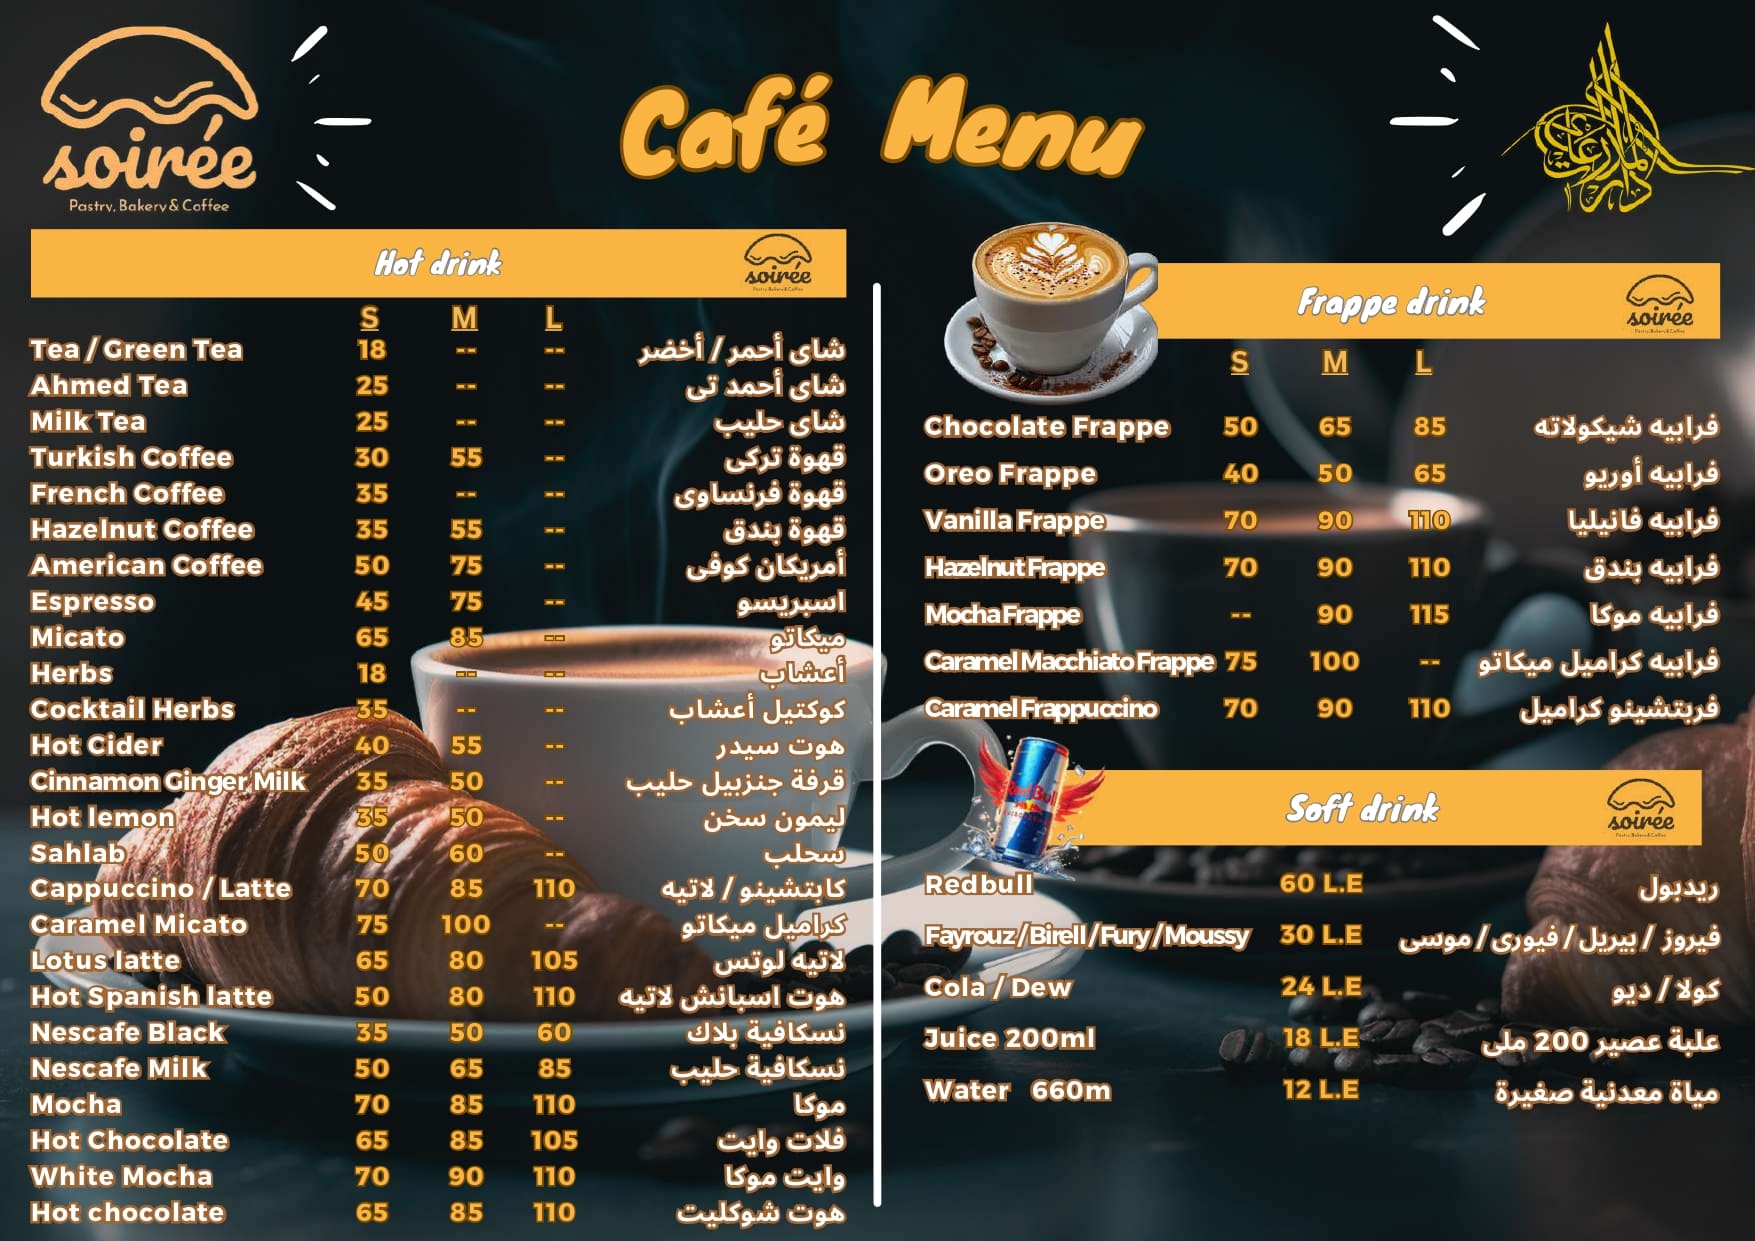 soirée
Pastry, Bakery & Coffee
Café Menu
Hot drink
soirée
Pastry, Bakery & Coffee
S M L
Tea / Green Tea 18 -- -- شاى أحمر / أخضر
Ahmed Tea 25 -- -- شاى أحمد تى
Milk Tea 25 -- -- شاى حليب
Turkish Coffee 30 55 -- قهوة تركى
French Coffee 35 -- -- قهوة فرنساوى
Hazelnut Coffee 35 55 -- قهوة بندق
American Coffee 50 75 -- أمريكان كوفى
Espresso 45 75 -- اسبريسو
Micato 65 85 -- ميكاتو
Herbs 18 -- -- أعشاب
Cocktail Herbs 35 -- -- كوكتيل أعشاب
Hot Cider 40 55 -- هوت سيدر
Cinnamon Ginger Milk 35 50 -- قرفة جنزبيل حليب
Hot lemon 35 50 -- ليمون سخن
Sahlab 50 60 -- سحلب
Cappuccino / Latte 70 85 110 كابتشينو / لاتيه
Caramel Micato 75 100 -- كراميل ميكاتو
Lotus latte 65 80 105 لاتيه لوتس
Hot Spanish latte 50 80 110 هوت اسبانش لاتيه
Nescafe Black 35 50 60 نسكافية بلاك
Nescafe Milk 50 65 85 نسكافية حليب
Mocha 70 85 110 موكا
Hot Chocolate 65 85 105 فلات وايت
White Mocha 70 90 110 وايت موكا
Hot chocolate 65 85 110 هوت شوكليت
Frappe drink
soirée
Pastry, Bakery & Coffee
S M L
Chocolate Frappe 50 65 85 فرابيه شيكولاته
Oreo Frappe 40 50 65 فرابيه أوريو
Vanilla Frappe 70 90 110 فرابيه فانيليا
Hazelnut Frappe 70 90 110 فرابيه بندق
Mocha Frappe -- 90 115 فرابيه موكا
Caramel Macchiato Frappe 75 100 -- فرابيه كراميل ميكاتو
Caramel Frappuccino 70 90 110 فربتشينو كراميل
Red Bull
Soft drink
soirée
Pastry, Bakery & Coffee
Redbull 60 L.E ريدبول
Fayrouz / Birell / Fury / Moussy 30 L.E فيروز / بيريل / فيورى / موسى
Cola / Dew 24 L.E كولا / ديو
Juice 200ml 18 L.E علبة عصير 200 ملى
Water 660m 12 L.E مياة معدنية صغيرة